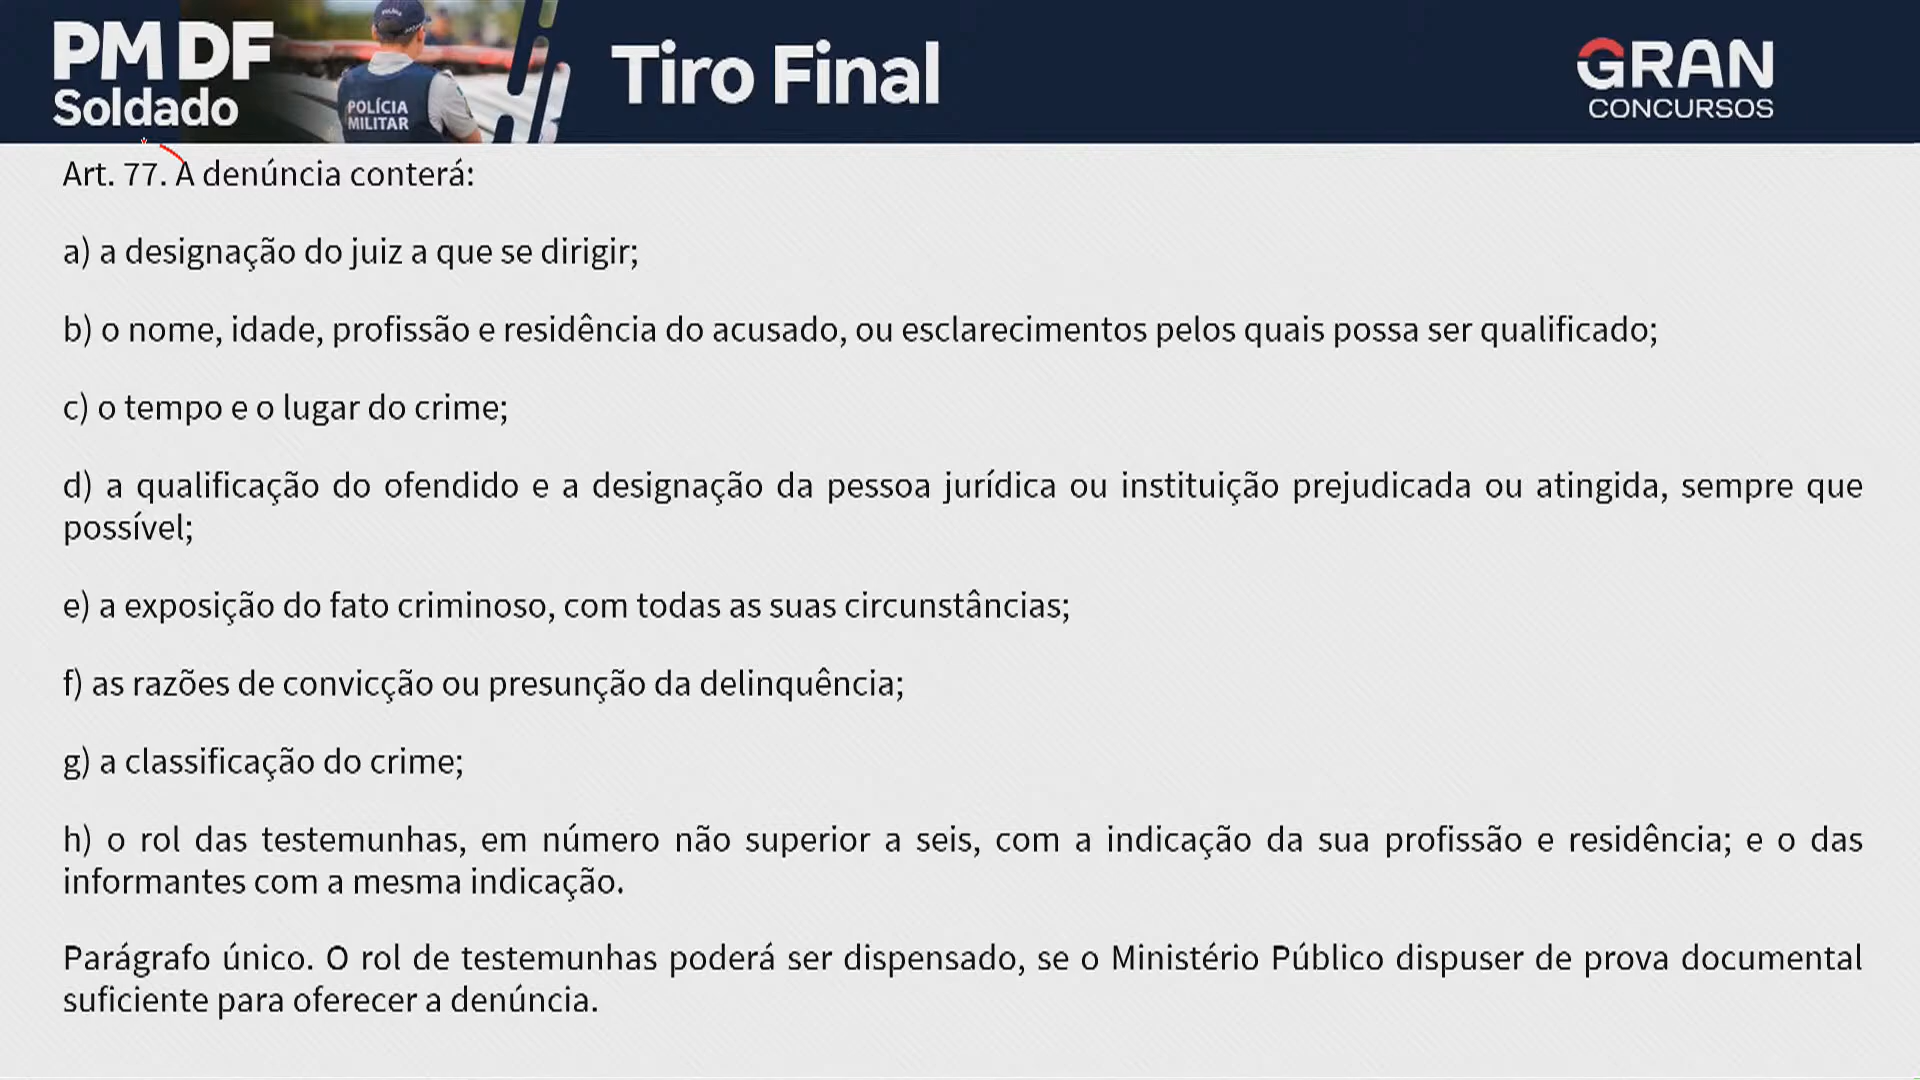 PM DF
Soldado
POLÍCIA
MILITAR
Tiro Final
GRAN
CONCURSOS
Art. 77. A denúncia conterá:
a) a designação do juiz a que se dirigir;
b) o nome, idade, profissão e residência do acusado, ou esclarecimentos pelos quais possa ser qualificado;
c) o tempo e o lugar do crime;
d) a qualificação do ofendido e a designação da pessoa jurídica ou instituição prejudicada ou atingida, sempre que
possível;
e) a exposição do fato criminoso, com todas as suas circunstâncias;
f) as razões de convicção ou presunção da delinquência;
g) a classificação do crime;
h) o rol das testemunhas, em número não superior a seis, com a indicação da sua profissão e residência; e o das
informantes com a mesma indicação.
Parágrafo único. O rol de testemunhas poderá ser dispensado, se o Ministério Público dispuser de prova documental
suficiente para oferecer a denúncia.